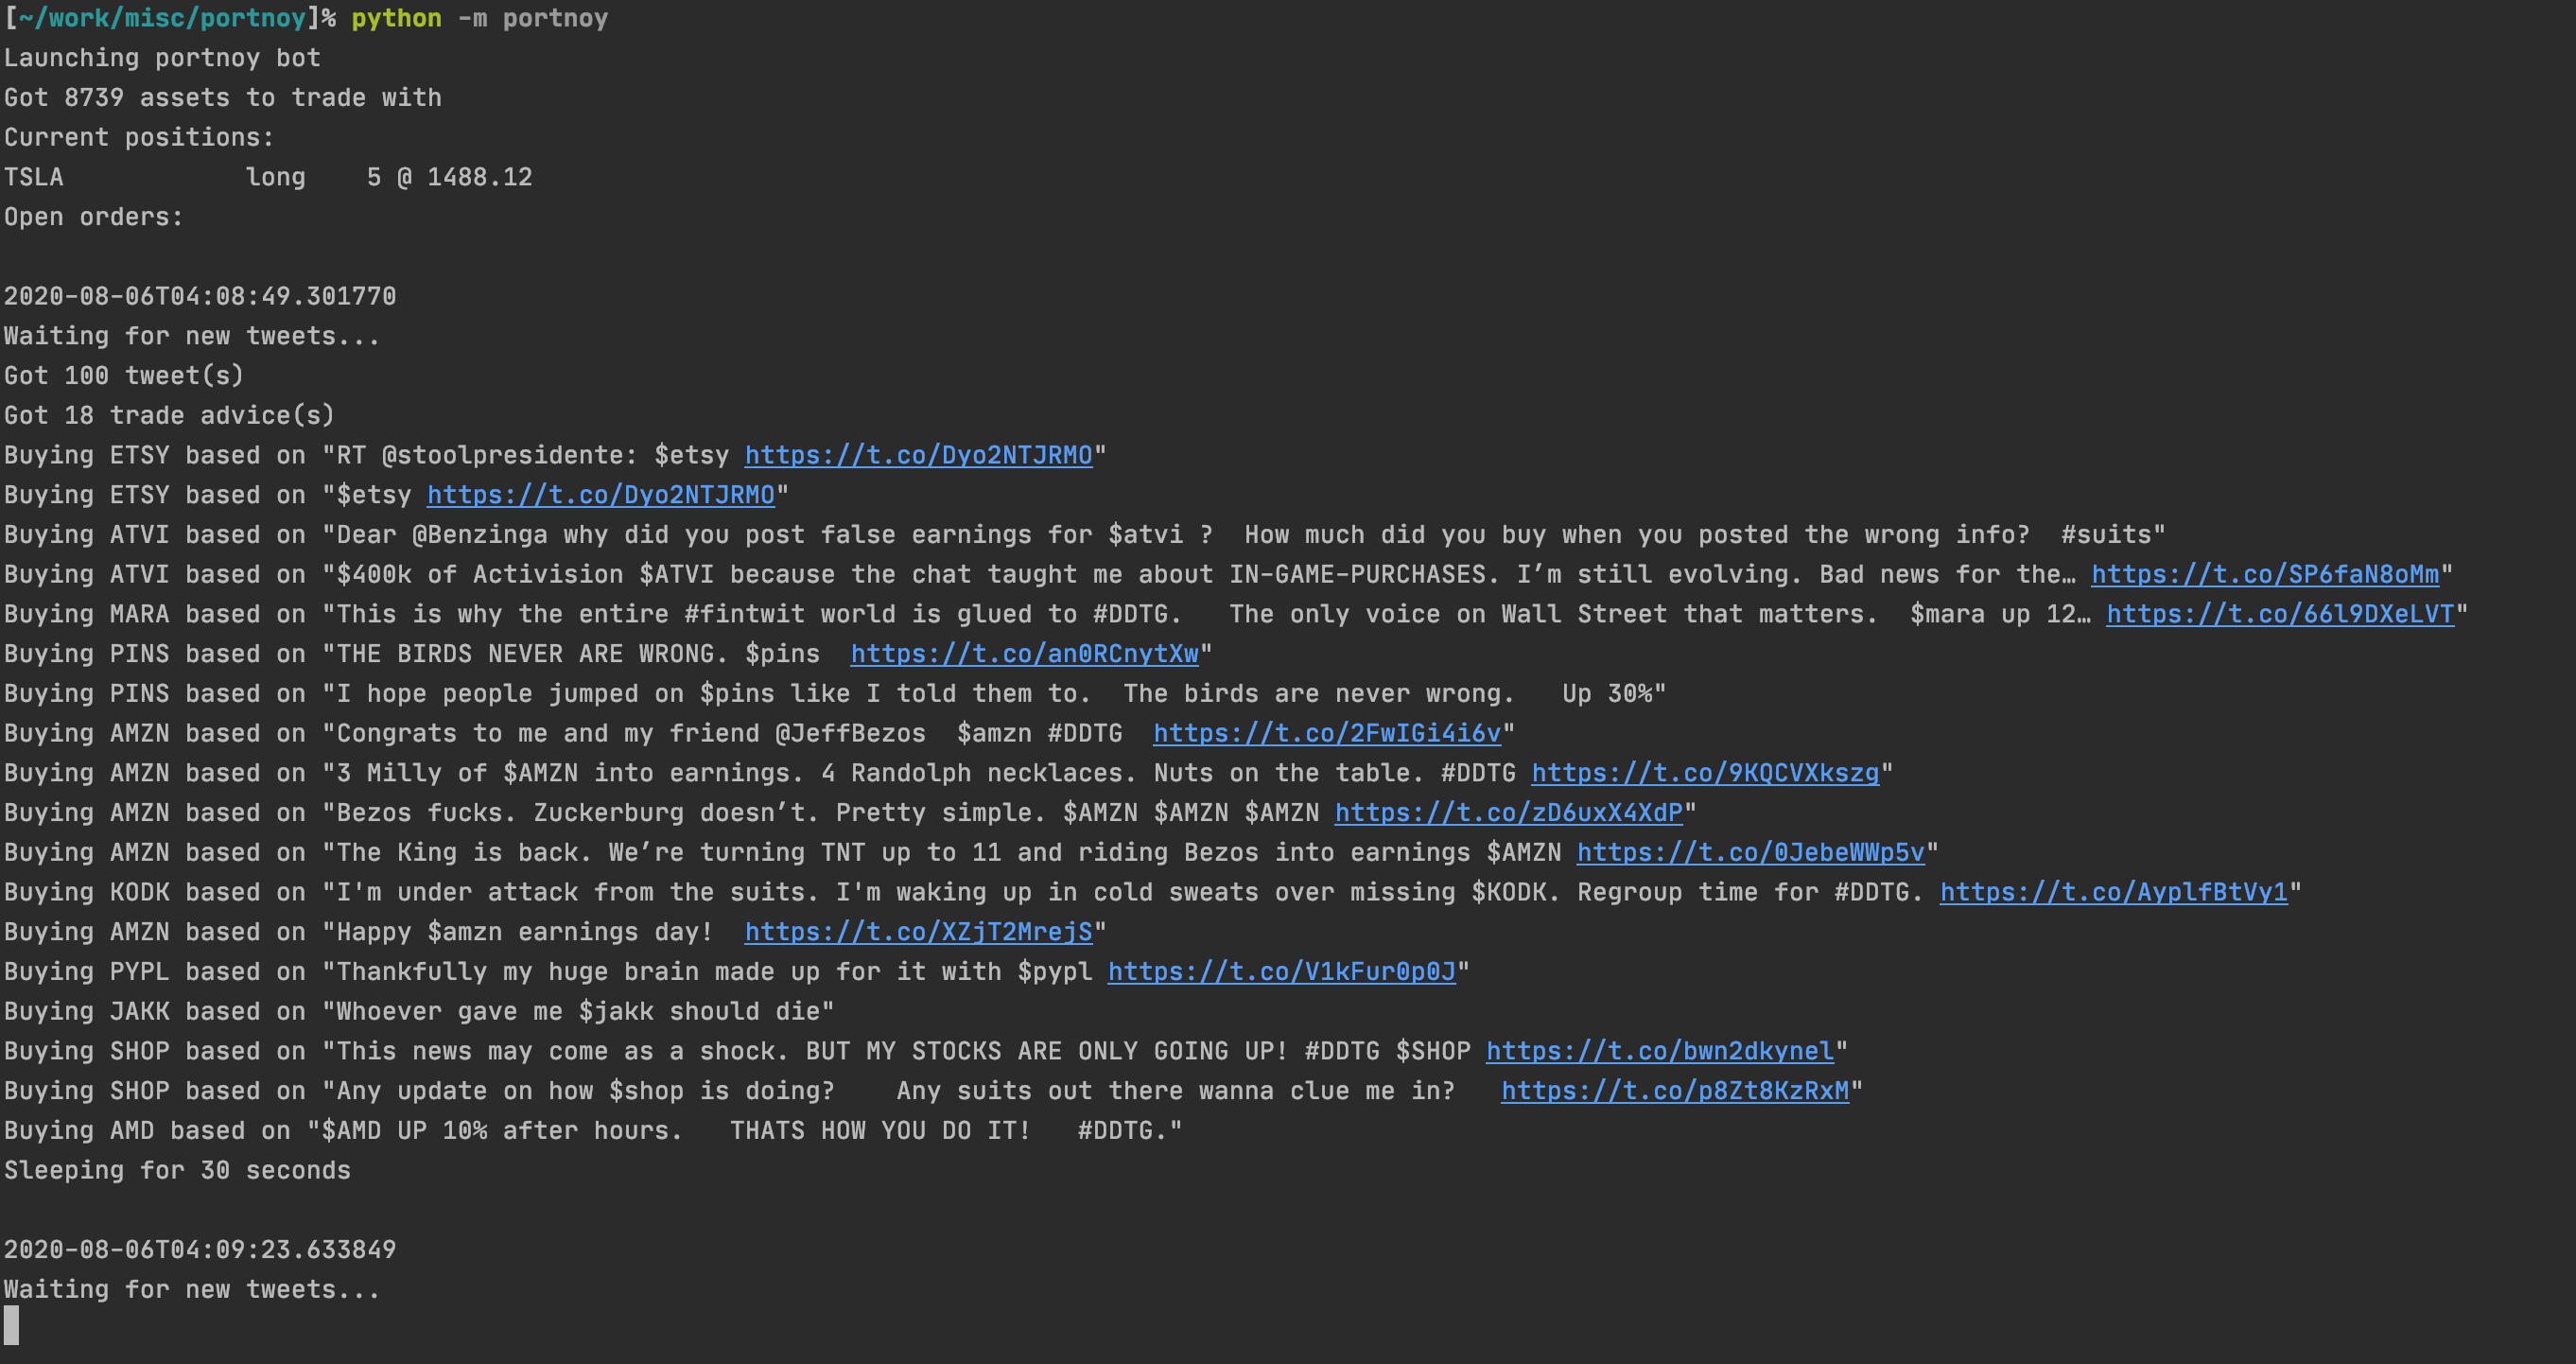 [~/work/misc/portnoy]% python -m portnoy
Launching portnoy bot
Got 8739 assets to trade with
Current positions:
TSLA            long    5 @ 1488.12
Open orders:
2020-08-06T04:08:49.301770
Waiting for new tweets...
Got 100 tweet(s)
Got 18 trade advice(s)
Buying ETSY based on "RT @stoolpresidente: $etsy https://t.co/Dyo2NTJRMO"
Buying ETSY based on "$etsy https://t.co/Dyo2NTJRMO"
Buying ATVI based on "Dear @Benzinga why did you post false earnings for $atvi ?  How much did you buy when you posted the wrong info?  #suits"
Buying ATVI based on "$400k of Activision $ATVI because the chat taught me about IN-GAME-PURCHASES. I’m still evolving. Bad news for the… https://t.co/SP6faN8oMm"
Buying MARA based on "This is why the entire #fintwit world is glued to #DDTG.   The only voice on Wall Street that matters.  $mara up 12… https://t.co/66l9DXeLVT"
Buying PINS based on "THE BIRDS NEVER ARE WRONG. $pins  https://t.co/an0RCnytXw"
Buying PINS based on "I hope people jumped on $pins like I told them to.  The birds are never wrong.   Up 30%"
Buying AMZN based on "Congrats to me and my friend @JeffBezos  $amzn #DDTG  https://t.co/2FwIGi4i6v"
Buying AMZN based on "3 Milly of $AMZN into earnings. 4 Randolph necklaces. Nuts on the table. #DDTG https://t.co/9KQCVXkszg"
Buying AMZN based on "Bezos fucks. Zuckerburg doesn’t. Pretty simple. $AMZN $AMZN $AMZN https://t.co/zD6uxX4XdP"
Buying AMZN based on "The King is back. We’re turning TNT up to 11 and riding Bezos into earnings $AMZN https://t.co/0JebeWWp5v"
Buying KODK based on "I'm under attack from the suits. I'm waking up in cold sweats over missing $KODK. Regroup time for #DDTG. https://t.co/AyplfBtVy1"
Buying AMZN based on "Happy $amzn earnings day!  https://t.co/XZjT2MrejS"
Buying PYPL based on "Thankfully my huge brain made up for it with $pypl https://t.co/V1kFur0p0J"
Buying JAKK based on "Whoever gave me $jakk should die"
Buying SHOP based on "This news may come as a shock. BUT MY STOCKS ARE ONLY GOING UP! #DDTG $SHOP https://t.co/bwn2dkynel"
Buying SHOP based on "Any update on how $shop is doing?    Any suits out there wanna clue me in?   https://t.co/p8Zt8KzRxM"
Buying AMD based on "$AMD UP 10% after hours.   THATS HOW YOU DO IT!   #DDTG."
Sleeping for 30 seconds
2020-08-06T04:09:23.633849
Waiting for new tweets...